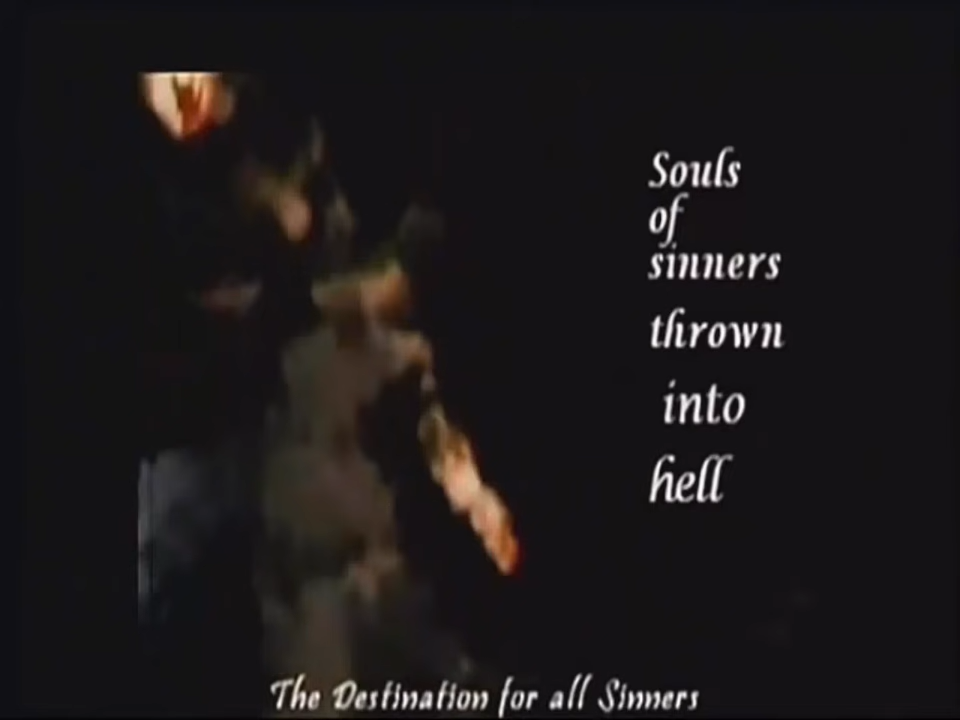 Souls
of
sinners
thrown
into
hell
The Destination for all Sinners